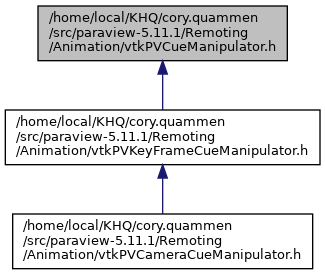 /home/local/KHQ/cory.quammen
/src/paraview-5.11.1/Remoting
/Animation/vtkPVCueManipulator.h
/home/local/KHQ/cory.quammen
/src/paraview-5.11.1/Remoting
/Animation/vtkPVKeyFrameCueManipulator.h
/home/local/KHQ/cory.quammen
/src/paraview-5.11.1/Remoting
/Animation/vtkPVCameraCueManipulator.h